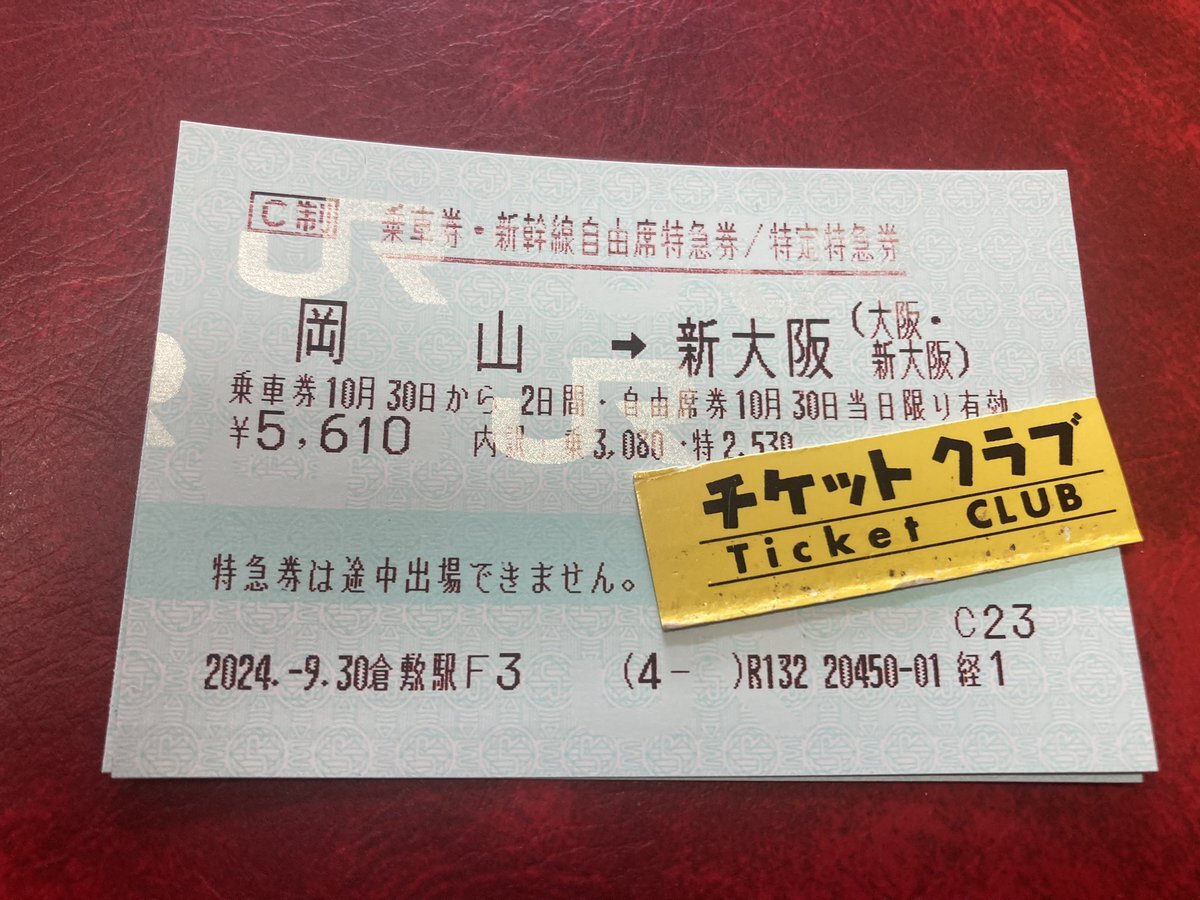 C制 乗車券・新幹線自由席特急券/特定特急券
岡山 → 新大阪 (大阪・新大阪)
乗車券10月30日から 2日間・自由席券10月30日当日限り有効
¥5,610 内訳 乗3,080・特2,530
チケット クラブ
Ticket CLUB
特急券は途中出場できません。
C23
2024.-9.30倉敷駅F3 (4- )R132 20450-01 経1
JR